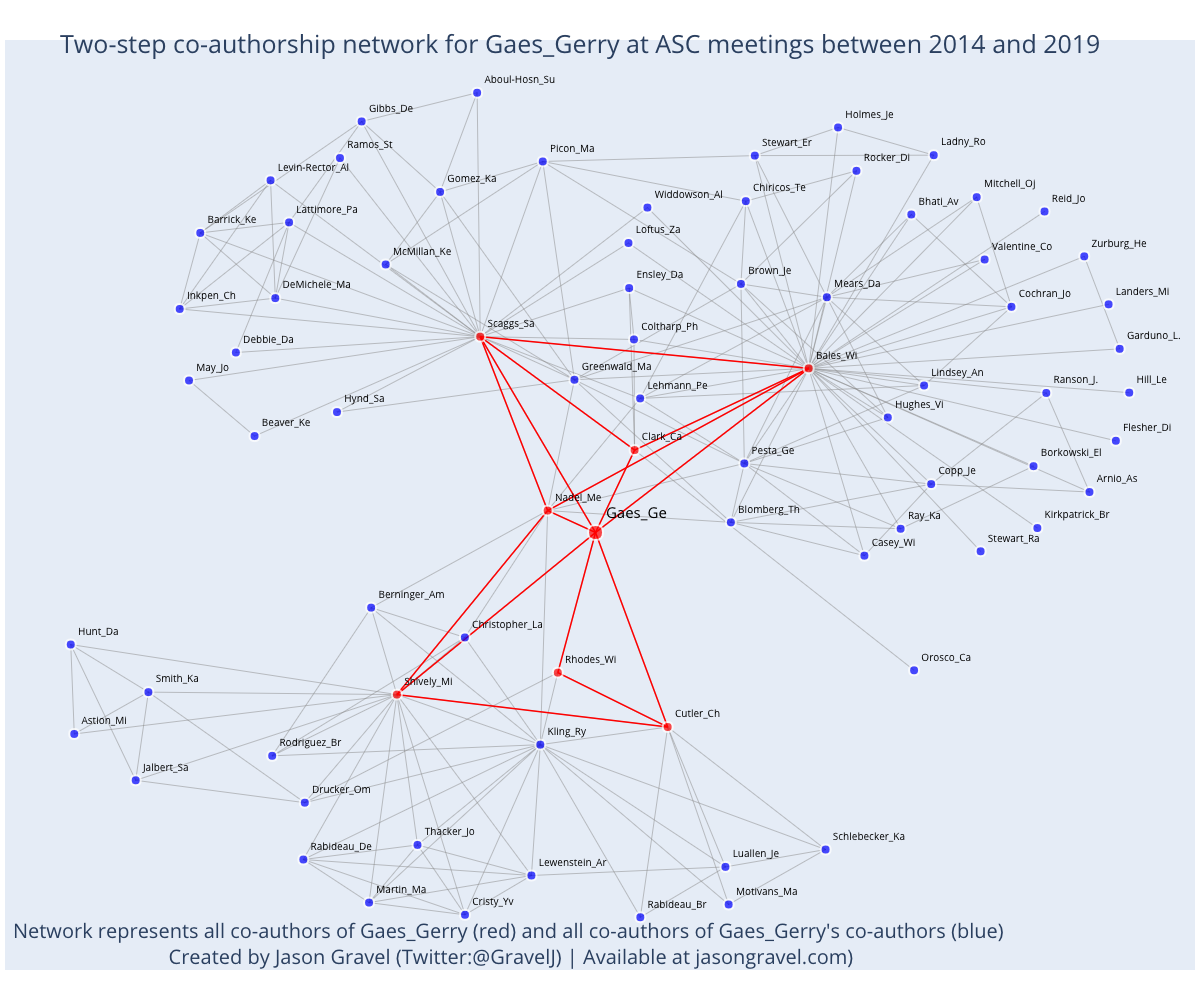 Two-step co-authorship network for Gaes_Gerry at ASC meetings between 2014 and 2019
Aboul-Hosn_Su
Gibbs_De
Holmes_Je
Ramos_St
Picon_Ma
Stewart_Er
Ladny_Ro
Levin-Rector_Al
Rocker_Di
Gomez_Ka
Mitchell_Oj
Widdowson_Al
Chiricos_Te
Reid_Jo
Bhati_Av
Lattimore_Pa
Barrick_Ke
Loftus_Za
Zurburg_He
Valentine_Co
McMillan_Ke
Brown_Je
Ensley_Da
Mears_Da
DeMichele_Ma
Landers_Mi
Inkpen_Ch
Cochran_Jo
Scaggs_Sa
Coltharp_Ph
Garduno_L.
Debbie_Da
Bales_Wi
May_Jo
Greenwald_Ma
Lindsey_An
Ranson_J.
Hill_Le
Lehmann_Pe
Hynd_Sa
Hughes_Vi
Beaver_Ke
Flesher_Di
Clark_Ca
Pesta_Ge
Borkowski_El
Copp_Je
Arnio_As
Nadel_Me
Gaes_Ge
Blomberg_Th
Ray_Ka
Kirkpatrick_Br
Casey_Wi
Stewart_Ra
Berninger_Am
Christopher_La
Hunt_Da
Rhodes_Wi
Orosco_Ca
Smith_Ka
Shively_Mi
Cutler_Ch
Astion_Mi
Kling_Ry
Rodriguez_Br
Jalbert_Sa
Drucker_Om
Thacker_Jo
Schlebecker_Ka
Rabideau_De
Luallen_Je
Lewenstein_Ar
Martin_Ma
Motivans_Ma
Cristy_Yv
Rabideau_Br
Network represents all co-authors of Gaes_Gerry (red) and all co-authors of Gaes_Gerry's co-authors (blue)
Created by Jason Gravel (Twitter:@GravelJ) | Available at jasongravel.com)